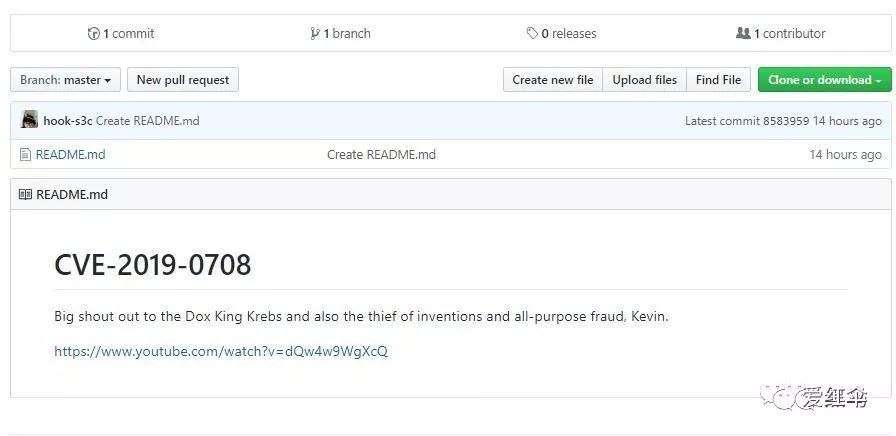 1 commit 1 branch 0 releases 1 contributor
Branch: master New pull request Create new file Upload files Find File Clone or download
hook-s3c Create README.md Latest commit 8583959 14 hours ago
README.md Create README.md 14 hours ago
README.md
CVE-2019-0708
Big shout out to the Dox King Krebs and also the thief of inventions and all-purpose fraud, Kevin.
https://www.youtube.com/watch?v=dQw4w9WgXcQ
爱红伞